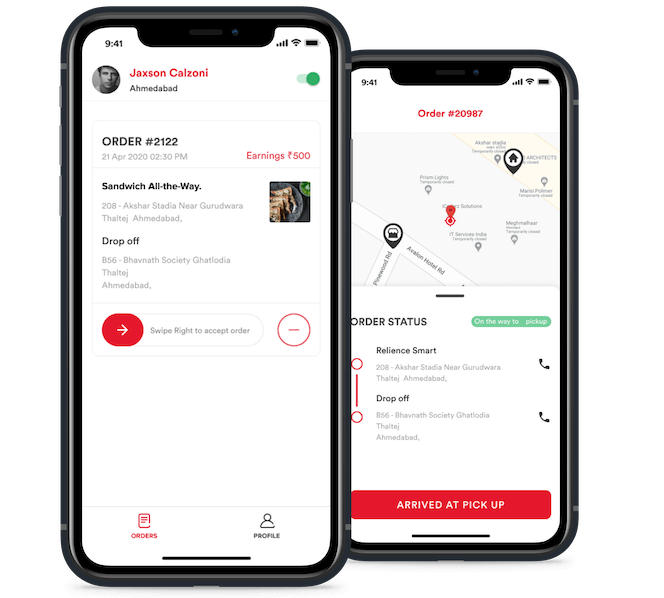 9:41
Jaxson Calzoni
Ahmedabad
ORDER #2122
21 Apr 2020 02:30 PM
Earnings ₹500
Sandwich All-the-Way.
208 - Akshar Stadia Near Gurudwara
Thaltej Ahmedabad,
Drop off
B56 - Bhavnath Society Ghatlodia
Thaltej
Ahmedabad,
Swipe Right to accept order
ORDERS
PROFILE
9:41
Order #20987
Akshar stadia
ARCHITECTS
Temporarily closed
Prism Lights
Temporarily closed
Marisl Polimer
Temporarily closed
Solutions
IT Services India
Temporarily closed
Meghmalhaar
Temporarily closed
Pinewood Rd
Avalon Hotel Rd
ORDER STATUS
On the way to pickup
Relience Smart
208 - Akshar Stadia Near Gurudwara
Thaltej Ahmedabad,
Drop off
B56 - Bhavnath Society Ghatlodia
Thaltej
Ahmedabad,
ARRIVED AT PICK UP